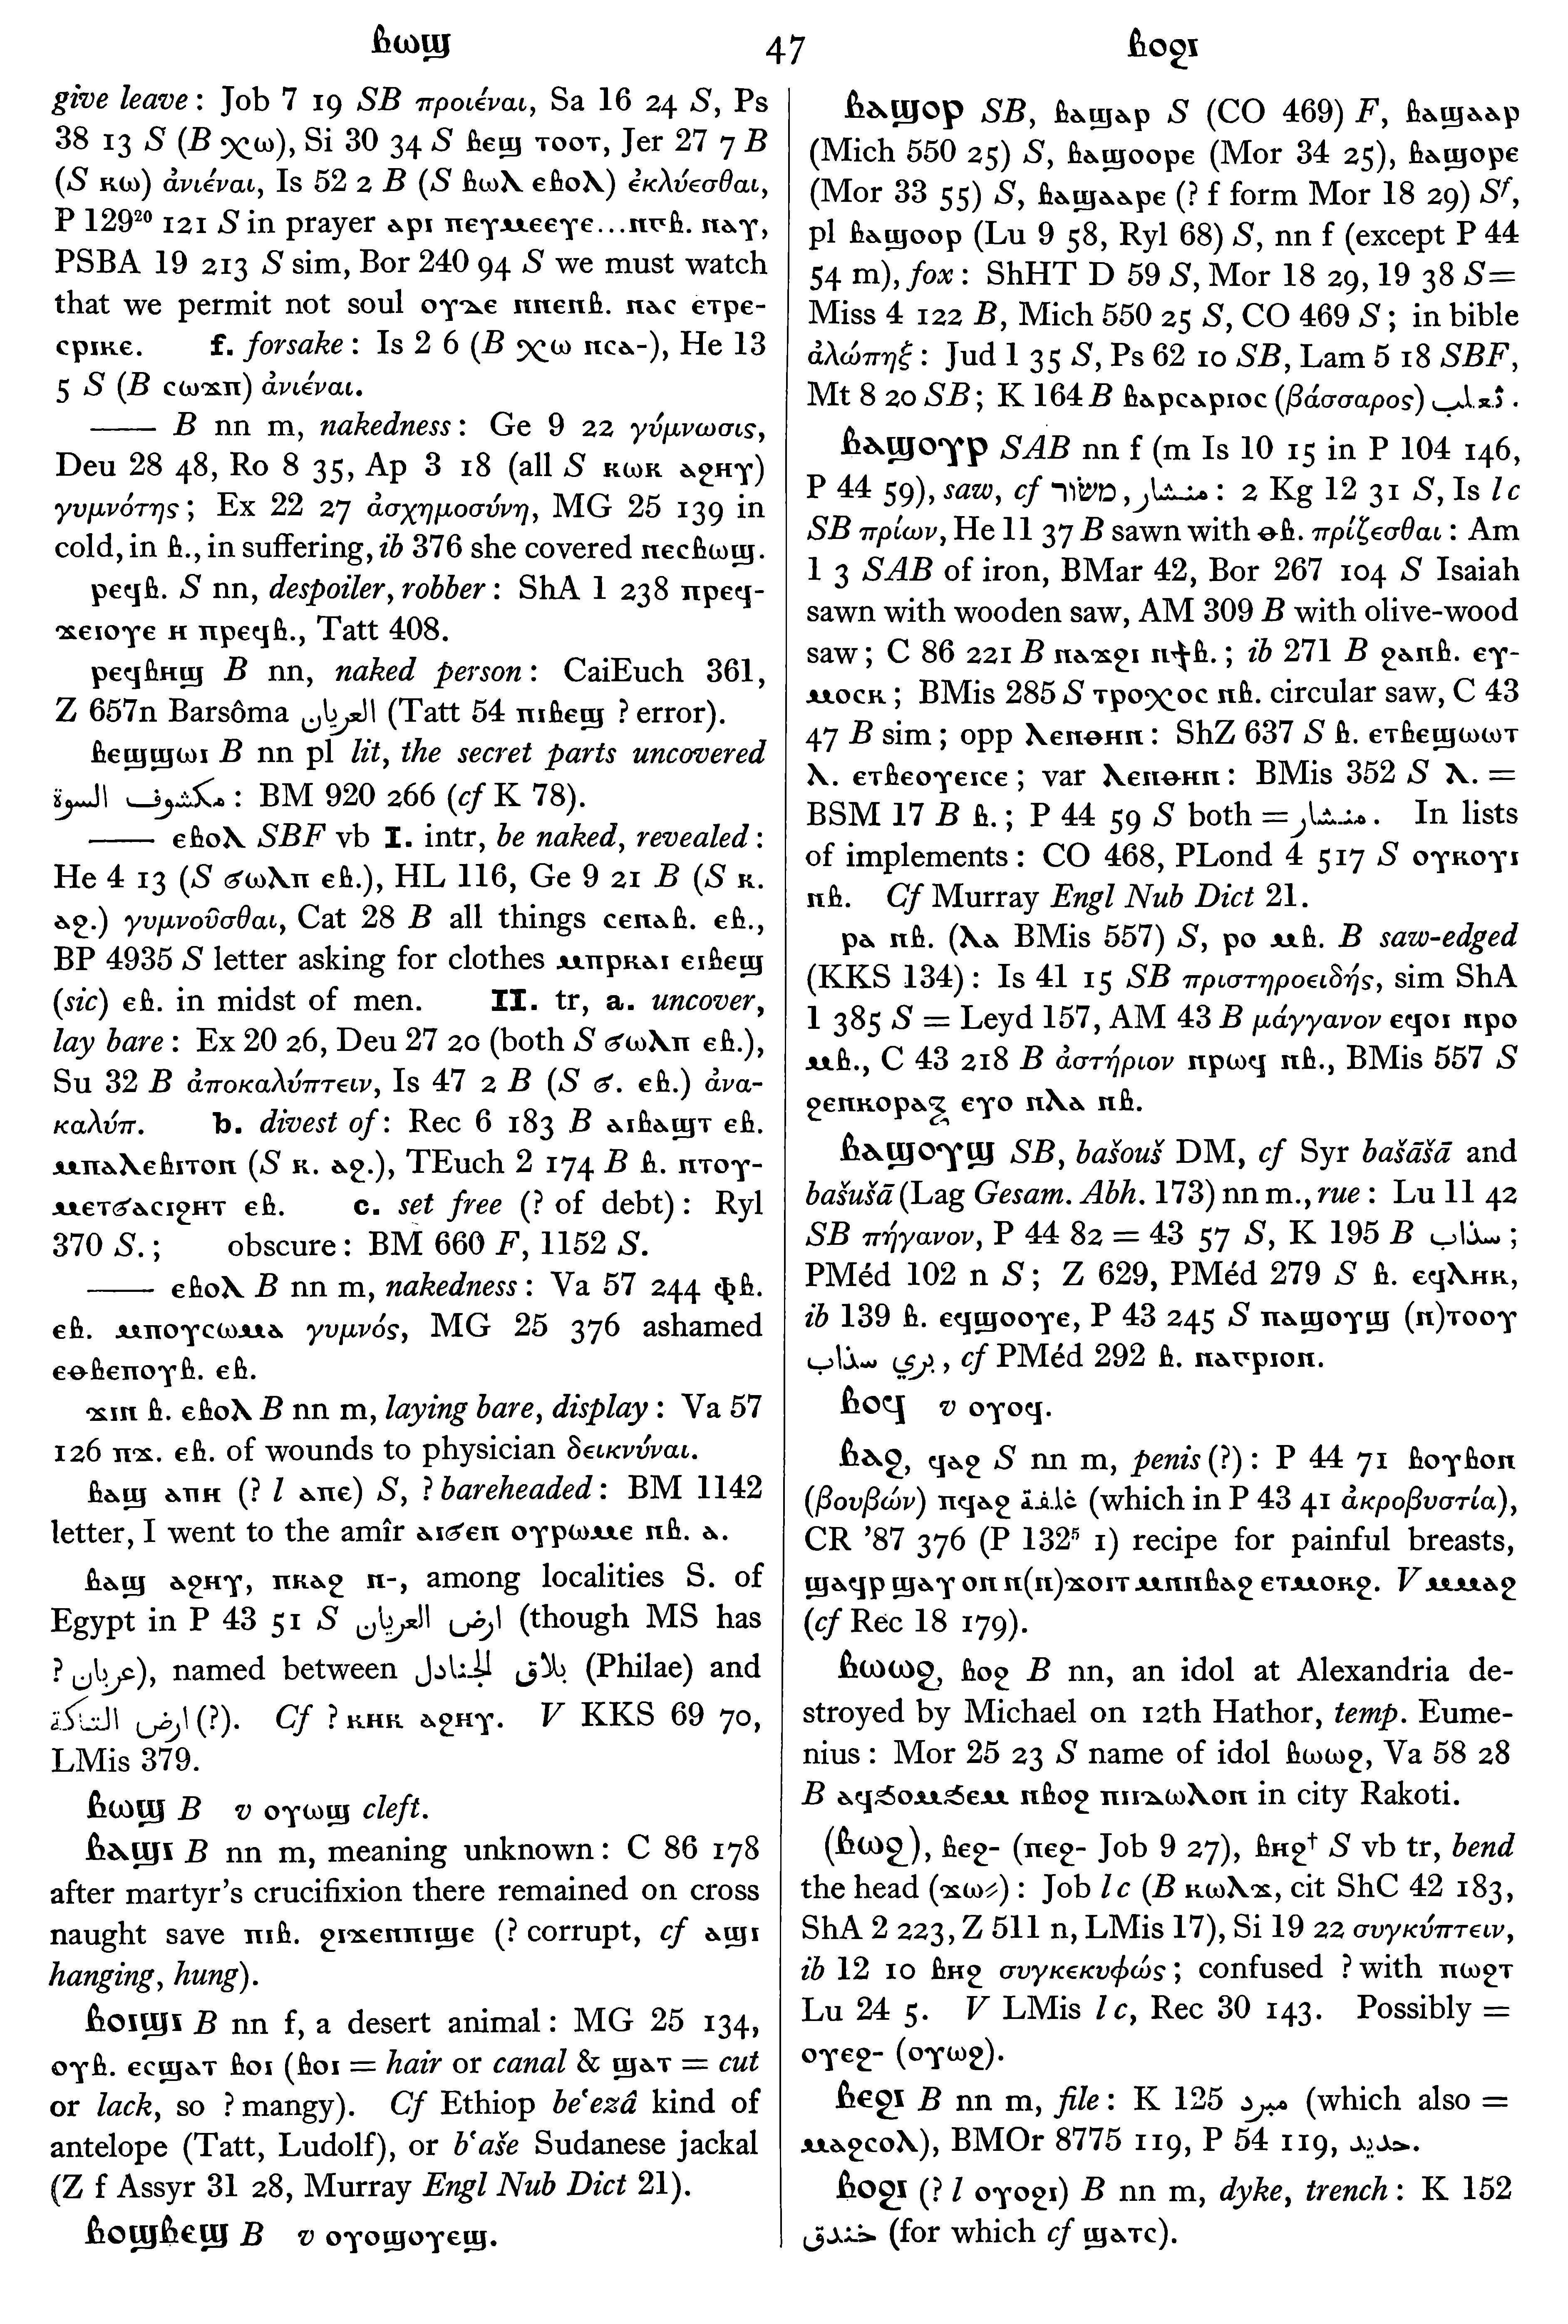 ⲃⲱϣ 47 ⲃⲟϩⲓ
give leave: Job 7 19 SB προιέναι, Sa 16 24 S, Ps
38 13 S (B ⲭⲱ), Si 30 34 S ⲃⲉϣ ⲧⲟⲟⲧ, Jer 27 7 B
(S ⲕⲱ) ἀνιέναι, Is 52 2 B (S ⲃⲱⲗ ⲉⲃⲟⲗ) ἐκλύεσθαι,
P 129²⁰ 121 S in prayer ⲁⲣⲓ ⲡⲉⲩⲙⲉⲉⲩⲉ...ⲛⲅⲃ. ⲛⲁⲩ,
PSBA 19 213 S sim, Bor 240 94 S we must watch
that we permit not soul ⲟⲩⲇⲉ ⲛⲛⲉⲛⲃ. ⲛⲁⲥ ⲉⲧⲣⲉ-
ⲥⲣⲓⲕⲉ. f. forsake: Is 2 6 (B ⲭⲱ ⲛⲥⲁ-), He 13
5 S (B ⲥⲱϫⲡ) ἀνιέναι.
—— B nn m, nakedness: Ge 9 22 γύμνωσις,
Deu 28 48, Ro 8 35, Ap 3 18 (all S ⲕⲱⲕ ⲁϩⲏⲩ)
γυμνότης; Ex 22 27 ἀσχημοσύνη, MG 25 139 in
cold, in ⲃ., in suffering, ib 376 she covered ⲡⲉⲥⲃⲱϣ.
ⲣⲉϥⲃ. S nn, despoiler, robber: ShA 1 238 ⲛⲣⲉϥ-
ϫⲓⲟⲩⲉ ⲏ ⲛⲣⲉϥⲃ., Tatt 408.
ⲣⲉϥⲃⲏϣ B nn, naked person: CaiEuch 361,
Z 657n Barsôma العريان (Tatt 54 ⲡⲓⲃⲉϣ ? error).
ⲃⲉϣϣⲱⲓ B nn pl lit, the secret parts uncovered
مكشوف السوة: BM 920 266 (cf K 78).
—— ⲉⲃⲟⲗ SBF vb I. intr, be naked, revealed:
He 4 13 (S ϭⲱⲗⲡ ⲉⲃ.), HL 116, Ge 9 21 B (S ⲕ.
ⲁϩ.) γυμνοῦσθαι, Cat 28 B all things ⲥⲉⲛⲁⲃ. ⲉⲃ.,
BP 4935 S letter asking for clothes ⲙⲡⲣⲕⲁⲓ ⲉⲓⲃⲉϣ
(sic) ⲉⲃ. in midst of men. II. tr, a. uncover,
lay bare: Ex 20 26, Deu 27 20 (both S ϭⲱⲗⲡ ⲉⲃ.),
Su 32 B ἀποκαλύπτειν, Is 47 2 B (S ϭ. ⲉⲃ.) ἀνα-
καλύπ. b. divest of: Rec 6 183 B ⲁⲓⲃⲁϣⲧ ⲉⲃ.
ⲙⲡⲁⲗⲉⲃⲓⲧⲟⲛ (S ⲕ. ⲁϩ.), TEuch 2 174 B ⲃ. ⲛⲧⲟⲩ-
ⲙⲉⲧϭⲁⲥⲓϩⲏⲧ ⲉⲃ. c. set free (? of debt): Ryl
370 S.; obscure: BM 660 F, 1152 S.
—— ⲉⲃⲟⲗ B nn m, nakedness: Va 57 244 ⲫⲃ.
ⲉⲃ. ⲙⲡⲟⲩⲥⲱⲙⲁ γυμνός, MG 25 376 ashamed
ⲉⲑⲃⲉⲡⲟⲩⲃ. ⲉⲃ.
ϫⲓⲛ ⲃ. ⲉⲃⲟⲗ B nn m, laying bare, display: Va 57
126 ⲡϫ. ⲉⲃ. of wounds to physician δεικνύναι.
ⲃⲁϣ ⲁⲡⲏ (? l ⲁⲡⲉ) S, ? bareheaded: BM 1142
letter, I went to the amîr ⲁⲓϭⲉⲛ ⲟⲩⲣⲱⲙⲉ ⲛⲃ. ⲁ.
ⲃⲁϣ ⲁϩⲏⲩ, ⲡⲕⲁϩ ⲛ-, among localities S. of
Egypt in P 43 51 S ارض العريان (though MS has
? عربان), named between بلاق الجنادل (Philae) and
ارض التاكة (?). Cf ? ⲕⲏⲕ ⲁϩⲏⲩ. V KKS 69 70,
LMis 379.
ⲃⲱϣ B v ⲟⲩⲱϣ cleft.
ⲃⲁϣⲓ B nn m, meaning unknown: C 86 178
after martyr's crucifixion there remained on cross
naught save ⲡⲓⲃ. ϩⲓϫⲉⲛⲡⲓϣⲉ (? corrupt, cf ⲁϣⲓ
hanging, hung).
ⲃⲟⲓϣⲓ B nn f, a desert animal: MG 25 134,
ⲟⲩⲃ. ⲉⲥϣⲁⲧ ⲃⲟⲓ (ⲃⲟⲓ = hair or canal & ϣⲁⲧ = cut
or lack, so ? mangy). Cf Ethiop beʿezâ kind of
antelope (Tatt, Ludolf), or bʿaše Sudanese jackal
(Z f Assyr 31 28, Murray Engl Nub Dict 21).
ⲃⲟϣⲃⲉϣ B v ⲟⲩⲟϣⲟⲩⲉϣ.
ⲃⲁϣⲟⲣ SB, ⲃⲁϣⲁⲣ S (CO 469) F, ⲃⲁϣⲁⲁⲣ
(Mich 550 25) S, ⲃⲁϣⲟⲟⲣⲉ (Mor 34 25), ⲃⲁϣⲟⲣⲉ
(Mor 33 55) S, ⲃⲁϣⲁⲁⲣⲉ (? f form Mor 18 29) Sᶠ,
pl ⲃⲁϣⲟⲟⲣ (Lu 9 58, Ryl 68) S, nn f (except P 44
54 m), fox: ShHT D 59 S, Mor 18 29, 19 38 S=
Miss 4 122 B, Mich 550 25 S, CO 469 S; in bible
ἀλώπηξ: Jud 1 35 S, Ps 62 10 SB, Lam 5 18 SBF,
Mt 8 20 SB; K 164 B ⲃⲁⲣⲥⲁⲣⲓⲟⲥ (βάσσαρος) ثعلب.
ⲃⲁϣⲟⲩⲣ SAB nn f (m Is 10 15 in P 104 146,
P 44 59), saw, cf מַשּׂוֹר, منشار: 2 Kg 12 31 S, Is l c
SB πρίων, He 11 37 B sawn with ⲑⲃ. πρίζεσθαι: Am
1 3 SAB of iron, BMar 42, Bor 267 104 S Isaiah
sawn with wooden saw, AM 309 B with olive-wood
saw; C 86 221 B ⲛⲁϫϩⲓ ⲛϯⲃ.; ib 271 B ϩⲁⲛⲃ. ⲉⲩ-
ⲙⲟⲥⲕ; BMis 285 S ⲧⲣⲟⲭⲟⲥ ⲛⲃ. circular saw, C 43
47 B sim; opp ⲗⲉⲡⲑⲏⲛ: ShZ 637 S ⲃ. ⲉⲧⲃⲉϣⲱⲱⲧ
ⲗ. ⲉⲧⲃⲉⲟⲩⲉⲓⲥⲉ; var ⲗⲉⲛⲑⲏⲛ: BMis 352 S ⲗ. =
BSM 17 B ⲃ.; P 44 59 S both = منشار. In lists
of implements: CO 468, PLond 4 517 S ⲟⲩⲕⲟⲩⲓ
ⲛⲃ. Cf Murray Engl Nub Dict 21.
ⲣⲁ ⲛⲃ. (ⲗⲁ BMis 557) S, ⲣⲟ ⲙⲃ. B saw-edged
(KKS 134): Is 41 15 SB πριστηροειδής, sim ShA
1 385 S = Leyd 157, AM 43 B μάγγανον ⲉϥⲟⲓ ⲛⲣⲟ
ⲙⲃ., C 43 218 B ἀστήριον ⲛⲣⲱϥ ⲛⲃ., BMis 557 S
ϩⲉⲛⲕⲟⲣⲁⲝ ⲉⲩⲟ ⲛⲗⲁ ⲛⲃ.
ⲃⲁϣⲟⲩϣ SB, bašouš DM, cf Syr bašāšā and
bašušā (Lag Gesam. Abh. 173) nn m., rue: Lu 11 42
SB πήγανον, P 44 82 = 43 57 S, K 195 B سذاب;
PMéd 102 n S; Z 629, PMéd 279 S ⲃ. ⲉϥⲗⲏⲕ,
ib 139 ⲃ. ⲉϥϣⲟⲟⲩⲉ, P 43 245 S ⲡⲁϣⲟⲩϣ (ⲛ)ⲧⲟⲟⲩ
بري سذاب, cf PMéd 292 ⲃ. ⲛⲁⲅⲣⲓⲟⲛ.
ⲃⲟϥ v ⲟⲩⲟϥ.
ⲃⲁϩ, ϥⲁϩ S nn m, penis (?): P 44 71 ⲃⲟⲩⲃⲟⲛ
(βουβών) ⲡϥⲁϩ غلفة (which in P 43 41 ἀκροβυστία),
CR '87 376 (P 132⁵ 1) recipe for painful breasts,
ϣⲁϥⲣ ϣⲁⲩ ⲟⲛ ⲛ(ⲛ)ϫⲟⲓⲧ ⲙⲛⲡⲃⲁϩ ⲉⲧⲙⲟⲕϩ. V ⲙⲙⲁϩ
(cf Rec 18 179).
ⲃⲱⲱϩ, ⲃⲟϩ B nn, an idol at Alexandria de-
stroyed by Michael on 12th Hathor, temp. Eume-
nius: Mor 25 23 S name of idol ⲃⲱⲱϩ, Va 58 28
B ⲁϥϧⲟⲙϧⲉⲙ ⲛⲃⲟϩ ⲡⲓⲓⲇⲱⲗⲟⲛ in city Rakoti.
(ⲃⲱϩ), ⲃⲉϩ- (ⲡⲉϩ- Job 9 27), ⲃⲏϩ† S vb tr, bend
the head (ϫⲱ⸗): Job l c (B ⲕⲱⲗϫ, cit ShC 42 183,
ShA 2 223, Z 511 n, LMis 17), Si 19 22 συγκύπτειν,
ib 12 10 ⲃⲏϩ συγκεκυφώς; confused ? with ⲡⲱϩⲧ
Lu 24 5. V LMis l c, Rec 30 143. Possibly =
ⲟⲩⲉϩ- (ⲟⲩⲱϩ).
ⲃⲉϩⲓ B nn m, file: K 125 مبرد (which also =
ⲙⲁϩⲥⲟⲗ), BMOr 8775 119, P 54 119, حديد.
ⲃⲟϩⲓ (? l ⲟⲩⲟϩⲓ) B nn m, dyke, trench: K 152
خندق (for which cf ϣⲁⲧⲥ).